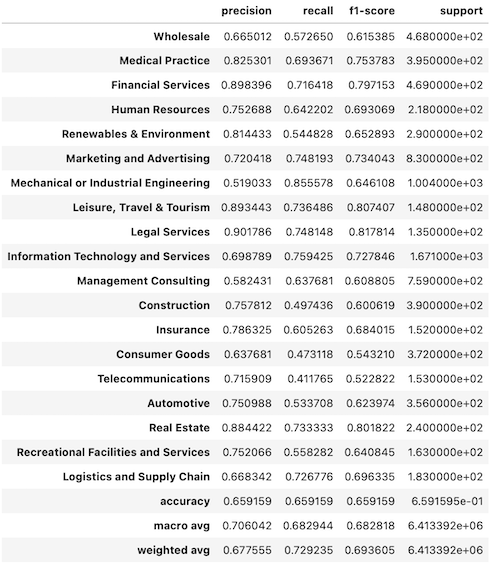 precision recall f1-score support
Wholesale 0.665012 0.572650 0.615385 4.680000e+02
Medical Practice 0.825301 0.693671 0.753783 3.950000e+02
Financial Services 0.898396 0.716418 0.797153 4.690000e+02
Human Resources 0.752688 0.642202 0.693069 2.180000e+02
Renewables & Environment 0.814433 0.544828 0.652893 2.900000e+02
Marketing and Advertising 0.720418 0.748193 0.734043 8.300000e+02
Mechanical or Industrial Engineering 0.519033 0.855578 0.646108 1.004000e+03
Leisure, Travel & Tourism 0.893443 0.736486 0.807407 1.480000e+02
Legal Services 0.901786 0.748148 0.817814 1.350000e+02
Information Technology and Services 0.698789 0.759425 0.727846 1.671000e+03
Management Consulting 0.582431 0.637681 0.608805 7.590000e+02
Construction 0.757812 0.497436 0.600619 3.900000e+02
Insurance 0.786325 0.605263 0.684015 1.520000e+02
Consumer Goods 0.637681 0.473118 0.543210 3.720000e+02
Telecommunications 0.715909 0.411765 0.522822 1.530000e+02
Automotive 0.750988 0.533708 0.623974 3.560000e+02
Real Estate 0.884422 0.733333 0.801822 2.400000e+02
Recreational Facilities and Services 0.752066 0.558282 0.640845 1.630000e+02
Logistics and Supply Chain 0.668342 0.726776 0.696335 1.830000e+02
accuracy 0.659159 0.659159 0.659159 6.591595e-01
macro avg 0.706042 0.682944 0.682818 6.413392e+06
weighted avg 0.677555 0.729235 0.693605 6.413392e+06